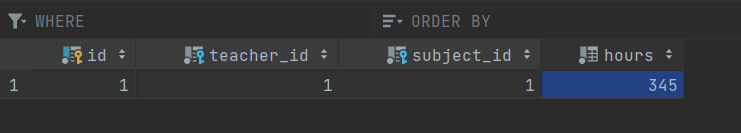 WHERE ORDER BY
id teacher_id subject_id hours
1 1 1 1 345